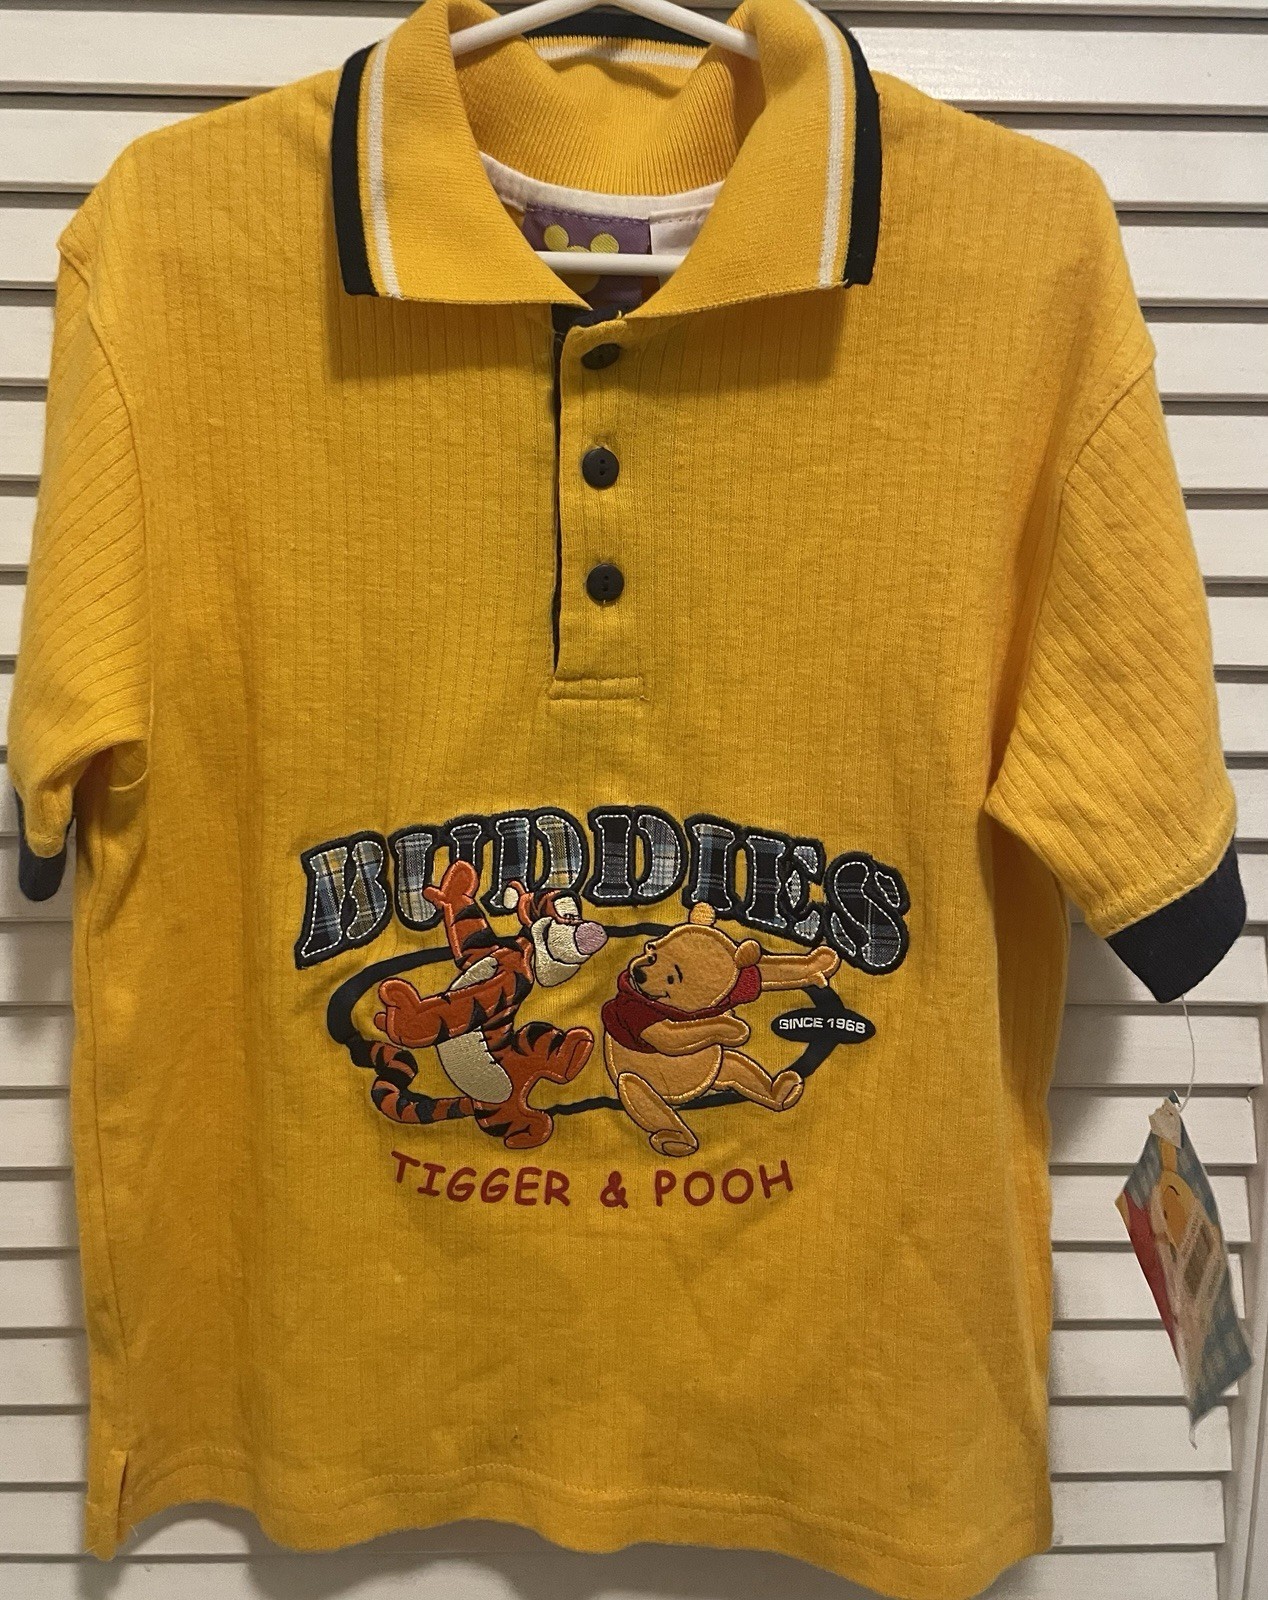 BUDDIES
SINCE 1968
TIGGER & POOH